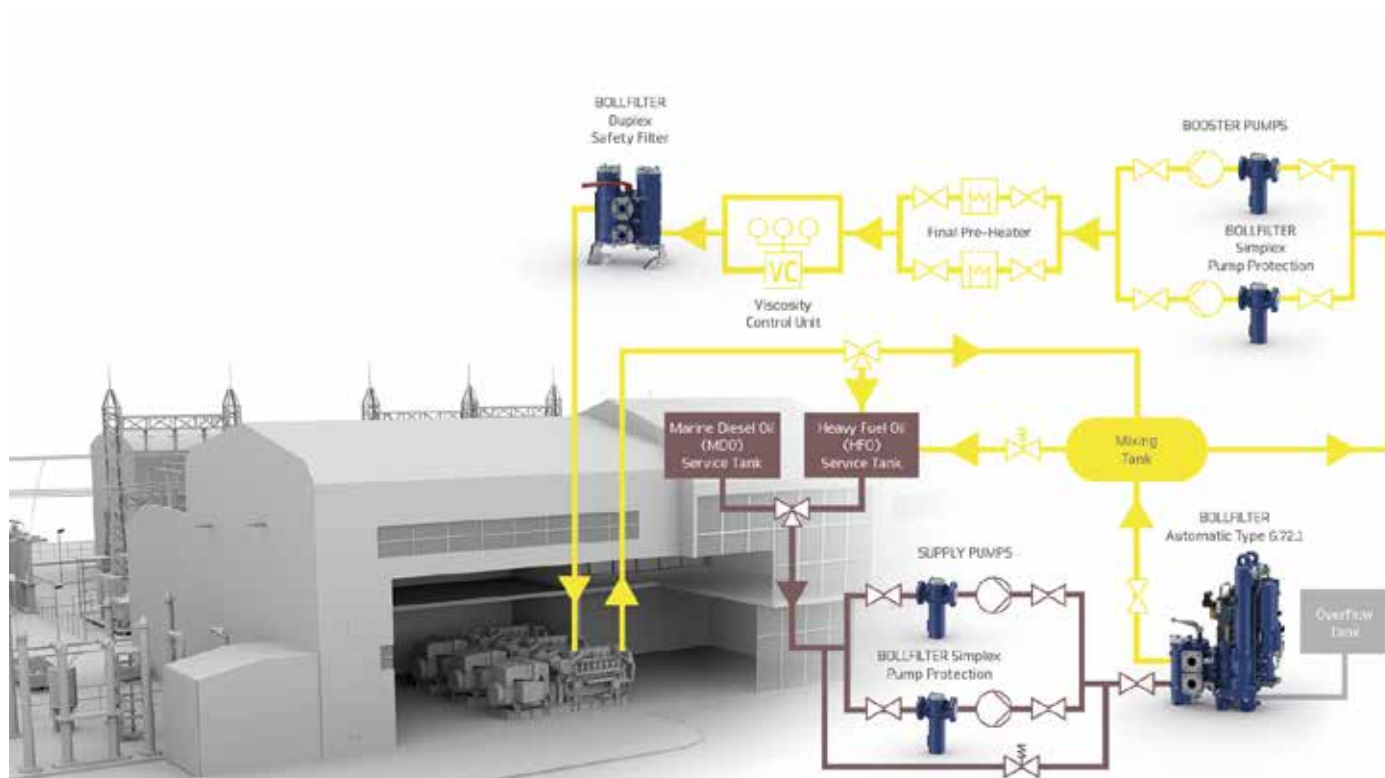 BOLLFILTER
Duplex
Safety Filter
BOOSTER PUMPS
BOLLFILTER
Simplex
Pump Protection
Final Pre-Heater
VC
Viscosity
Control Unit
Marine Diesel Oil
(MDO)
Service Tank
Heavy Fuel Oil
(HFO)
Service Tank
Mixing
Tank
BOLLFILTER
Automatic Type 6.72.1
SUPPLY PUMPS
BOLLFILTER Simplex
Pump Protection
Overflow
Tank